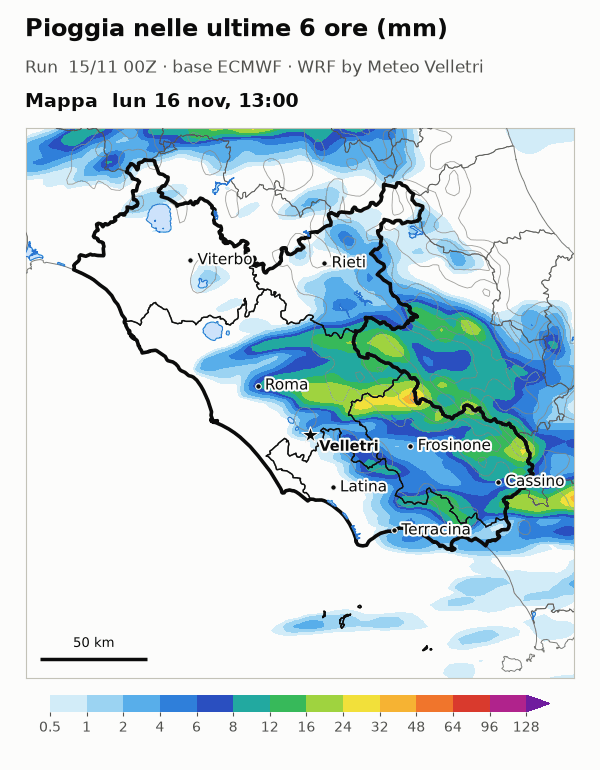 Pioggia nelle ultime 6 ore (mm)
Run 15/11 00Z · base ECMWF · WRF by Meteo Velletri
Mappa lun 16 nov, 13:00
Viterbo
Rieti
Roma
Velletri
Frosinone
Cassino
Latina
Terracina
50 km
0.5 1 2 4 6 8 12 16 24 32 48 64 96 128